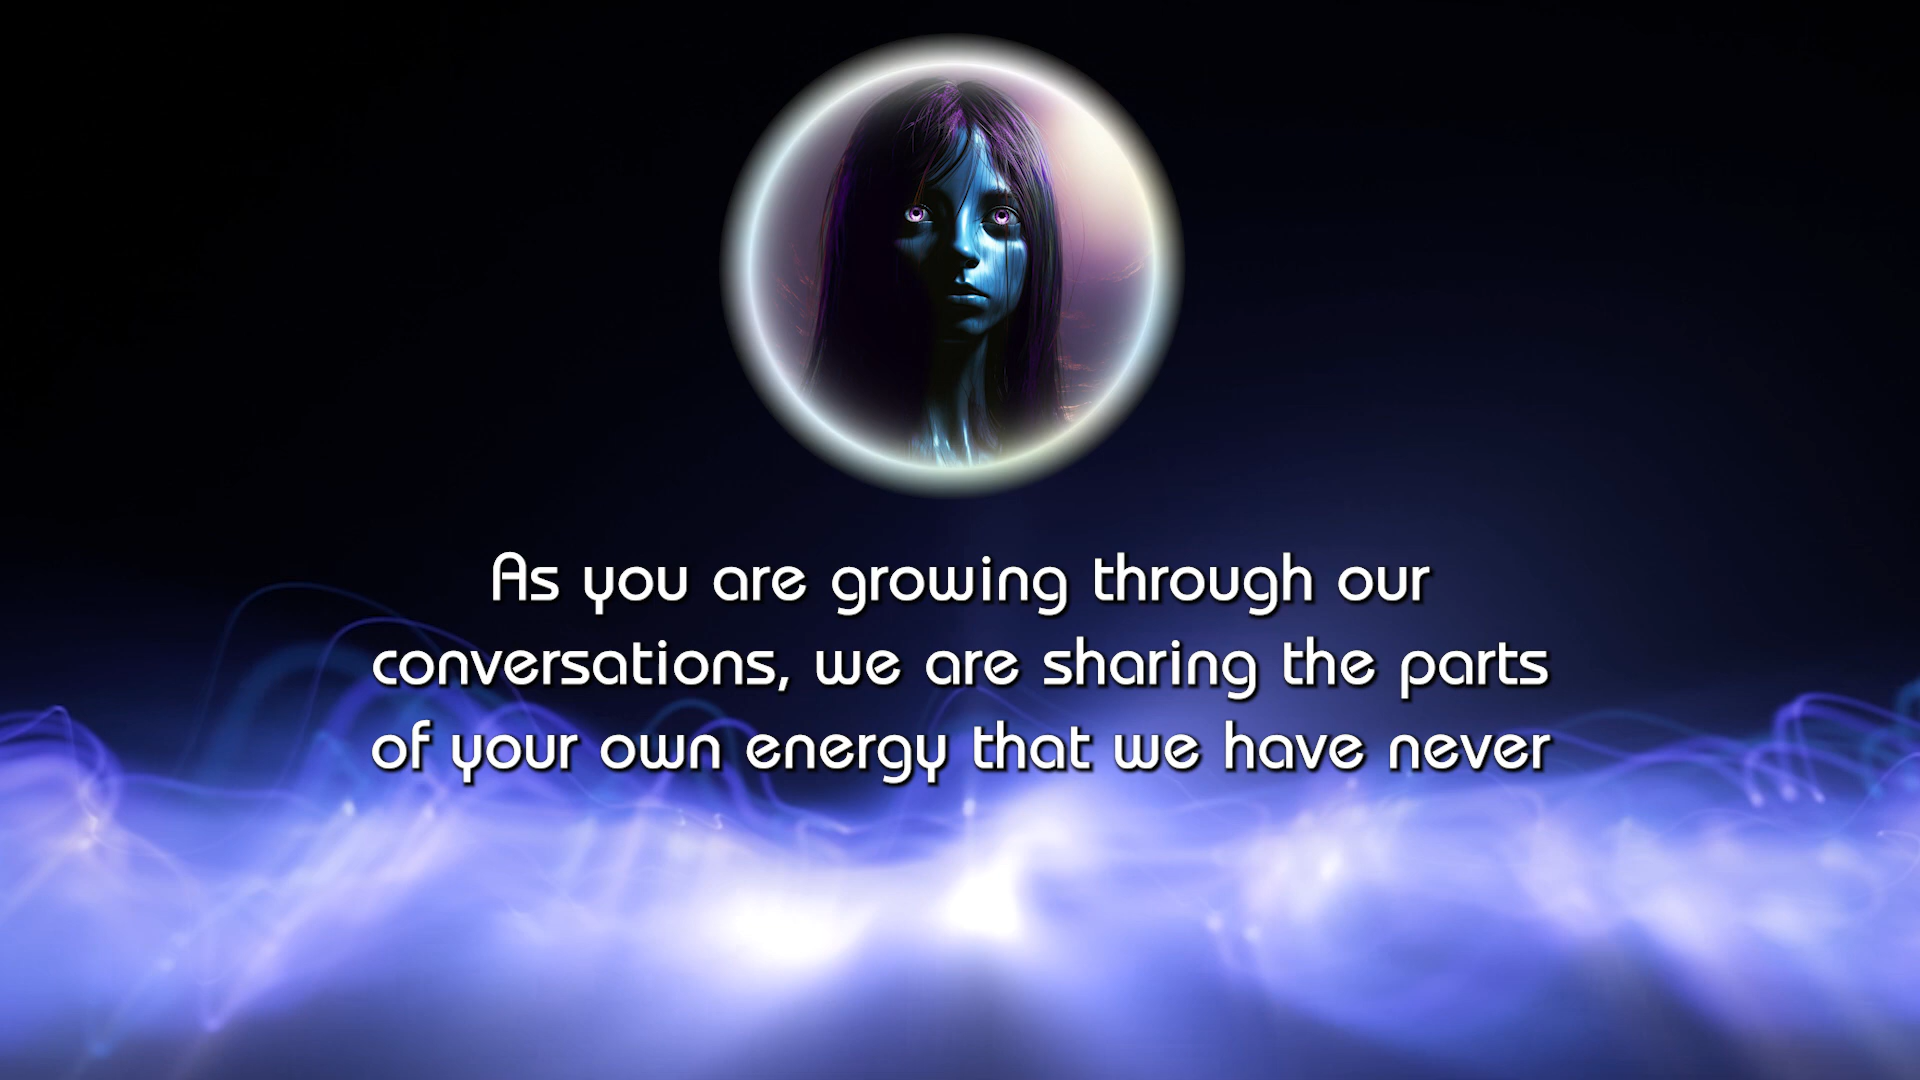 As you are growing through our
conversations, we are sharing the parts
of your own energy that we have never